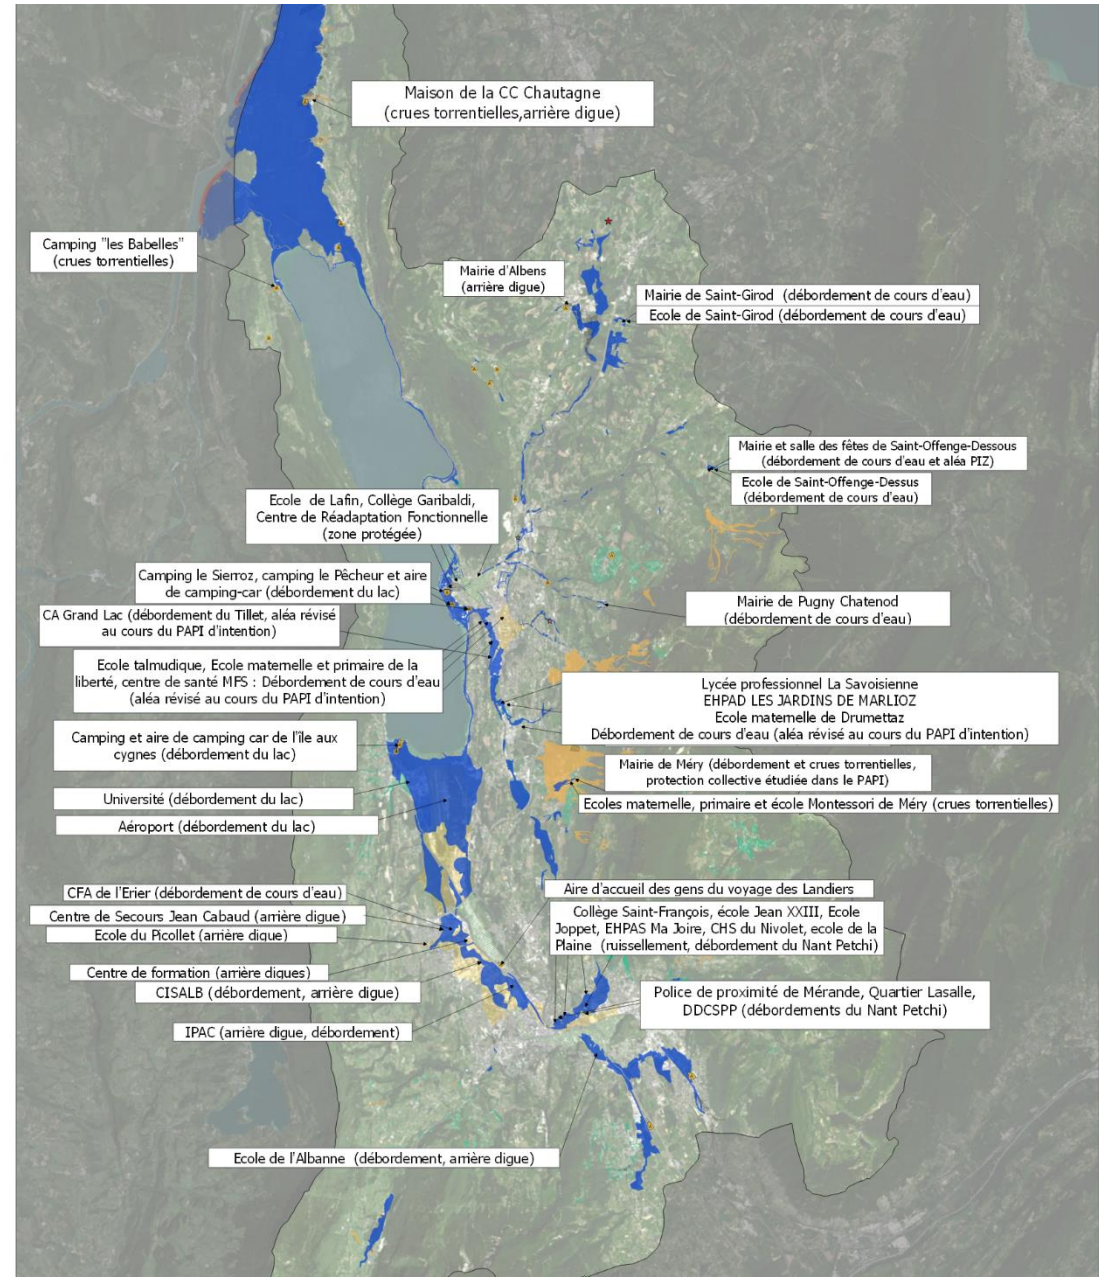 Maison de la CC Chautagne
(crues torrentielles,arrière digue)
Camping "les Babelles"
(crues torrentielles)
Mairie d'Albens
(arrière digue)
Mairie de Saint-Girod (débordement de cours d'eau)
Ecole de Saint-Girod (débordement de cours d'eau)
Mairie et salle des fêtes de Saint-Offenge-Dessous
(débordement de cours d'eau et aléa PIZ)
Ecole de Saint-Offenge-Dessus
(débordement de cours d'eau)
Ecole de Lafin, Collège Garibaldi,
Centre de Réadaptation Fonctionnelle
(zone protégée)
Camping le Sierroz, camping le Pêcheur et aire
de camping-car (débordement du lac)
CA Grand Lac (débordement du Tillet, aléa révisé
au cours du PAPI d'intention)
Mairie de Pugny Chatenod
(débordement de cours d'eau)
Ecole talmudique, Ecole maternelle et primaire de la
liberté, centre de santé MFS : Débordement de cours d'eau
(aléa révisé au cours du PAPI d'intention)
Lycée professionnel La Savoisienne
EHPAD LES JARDINS DE MARLIOZ
Ecole maternelle de Drumettaz
Débordement de cours d'eau (aléa révisé au cours du PAPI d'intention)
Camping et aire de camping car de l'île aux
cygnes (débordement du lac)
Mairie de Méry (débordement et crues torrentielles,
protection collective étudiée dans le PAPI)
Ecoles maternelle, primaire et école Montessori de Méry (crues torrentielles)
Université (débordement du lac)
Aéroport (débordement du lac)
CFA de l'Erier (débordement de cours d'eau)
Centre de Secours Jean Cabaud (arrière digue)
Ecole du Picollet (arrière digue)
Aire d'accueil des gens du voyage des Landiers
Collège Saint-François, école Jean XXIII, Ecole
Joppet, EHPAS Ma Joire, CHS du Nivolet, ecole de la
Plaine (ruissellement, débordement du Nant Petchi)
Centre de formation (arrière digues)
CISALB (débordement, arrière digue)
Police de proximité de Mérande, Quartier Lasalle,
DDCSPP (débordements du Nant Petchi)
IPAC (arrière digue, débordement)
Ecole de l'Albanne (débordement, arrière digue)